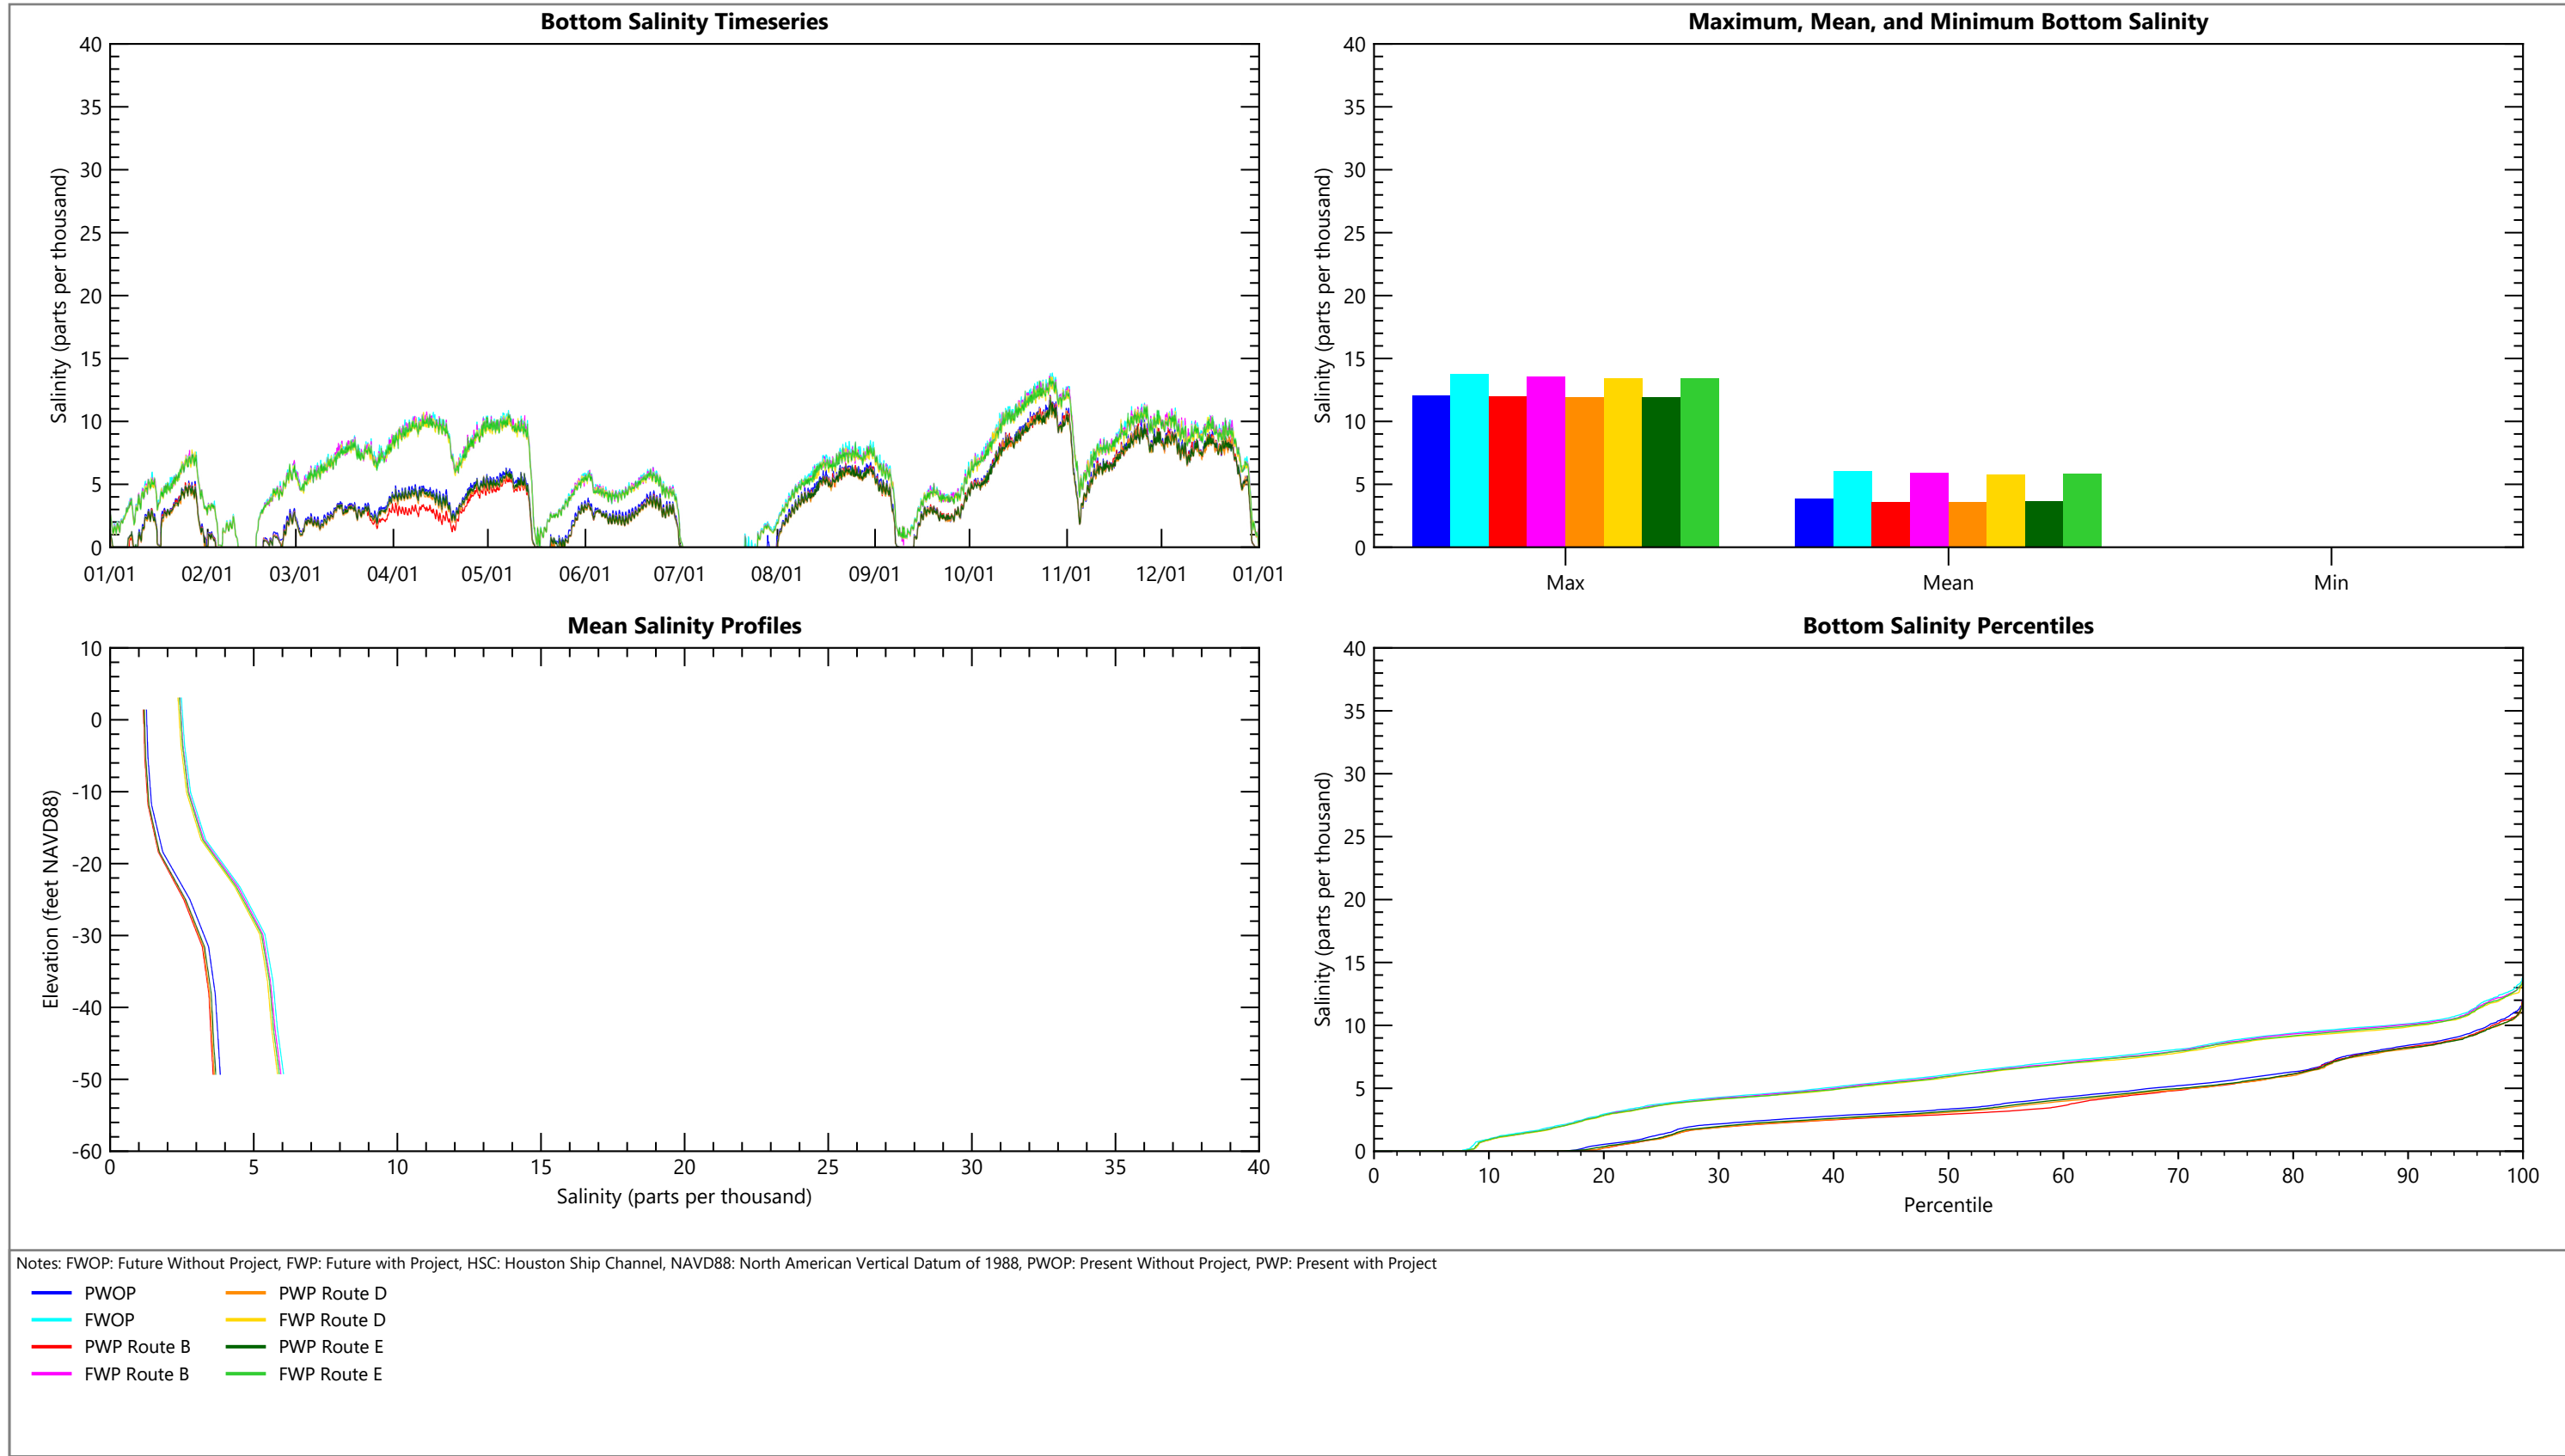 Bottom Salinity Timeseries
40
35
30
25
20
15
10
5
0
Salinity (parts per thousand)
01/01 02/01 03/01 04/01 05/01 06/01 07/01 08/01 09/01 10/01 11/01 12/01 01/01
Maximum, Mean, and Minimum Bottom Salinity
40
35
30
25
20
15
10
5
0
Salinity (parts per thousand)
Max Mean Min
Mean Salinity Profiles
10
0
-10
-20
-30
-40
-50
-60
Elevation (feet NAVD88)
0 5 10 15 20 25 30 35 40
Salinity (parts per thousand)
Bottom Salinity Percentiles
40
35
30
25
20
15
10
5
0
Salinity (parts per thousand)
0 10 20 30 40 50 60 70 80 90 100
Percentile
Notes: FWOP: Future Without Project, FWP: Future with Project, HSC: Houston Ship Channel, NAVD88: North American Vertical Datum of 1988, PWOP: Present Without Project, PWP: Present with Project
PWOP
FWOP
PWP Route B
FWP Route B
PWP Route D
FWP Route D
PWP Route E
FWP Route E